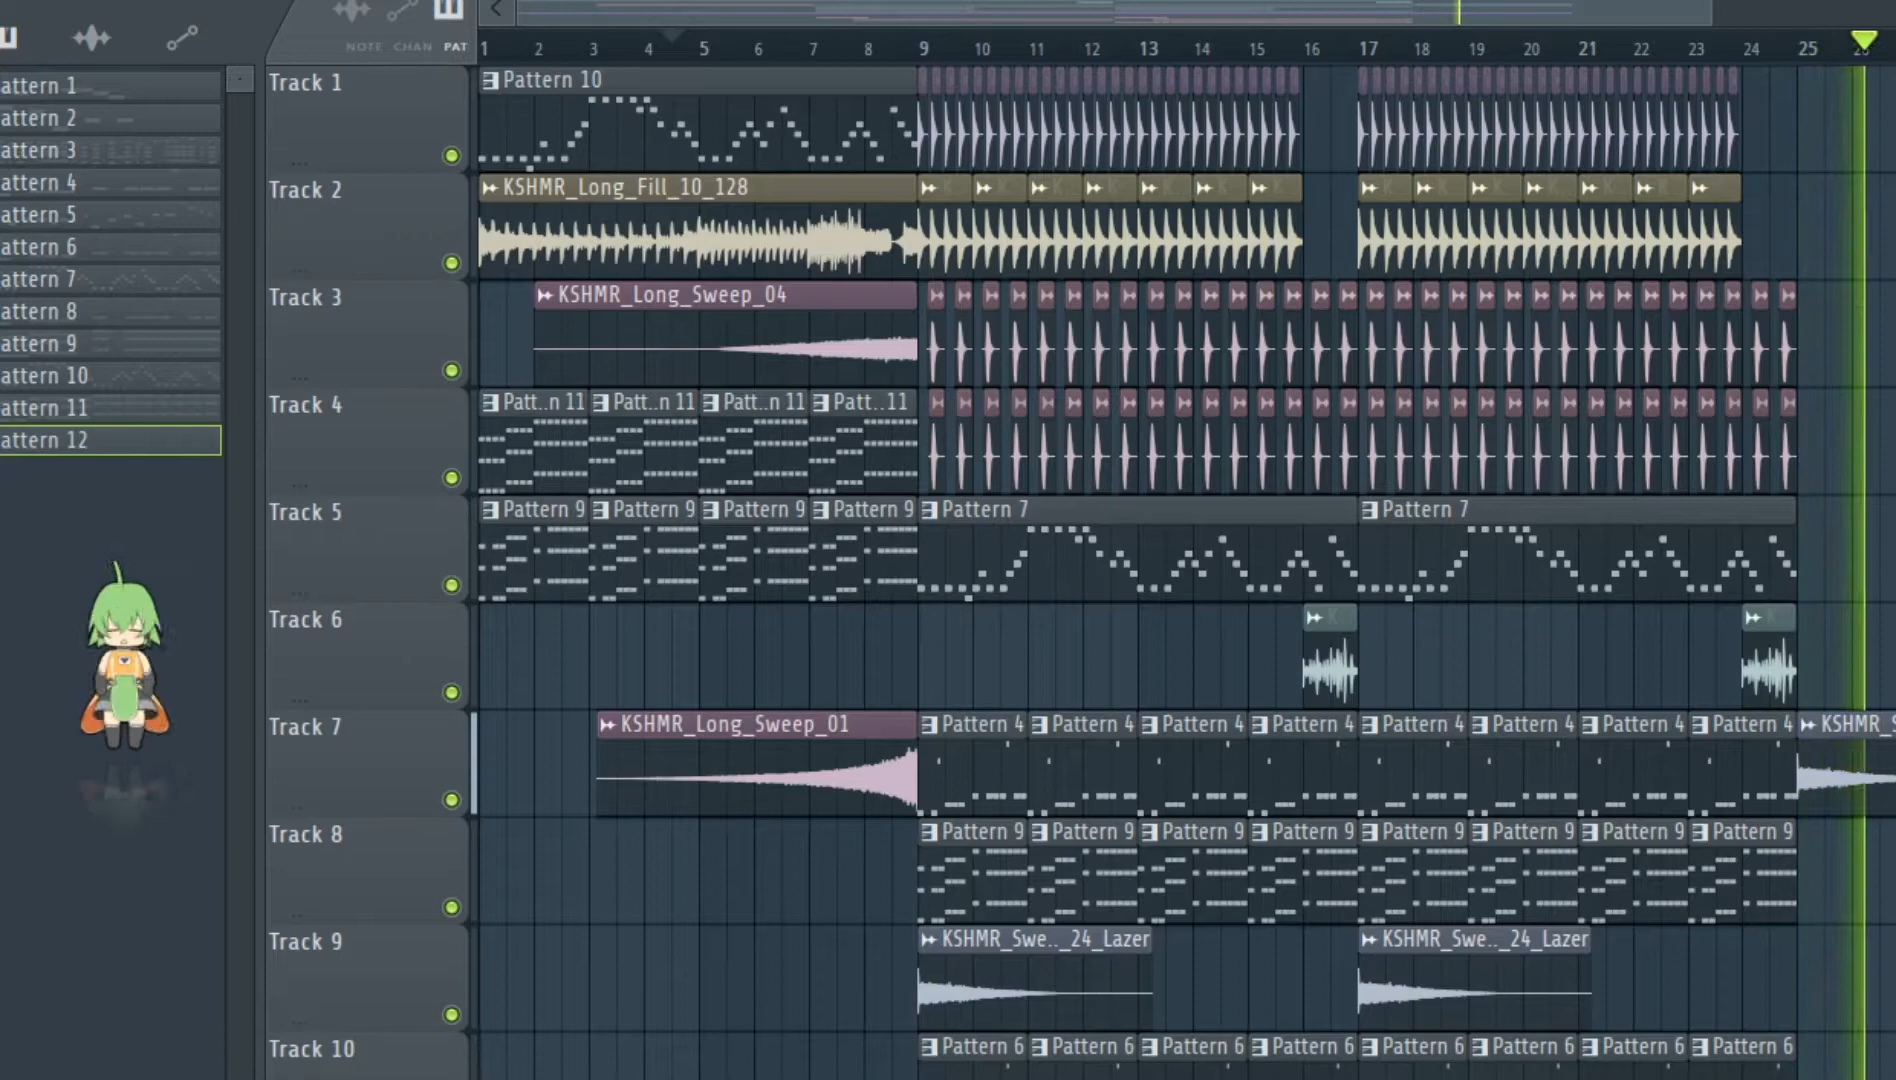 NOTE CHAN PAT
1 2 3 4 5 6 7 8 9 10 11 12 13 14 15 16 17 18 19 20 21 22 23 24 25
attern 1
attern 2
attern 3
attern 4
attern 5
attern 6
attern 7
attern 8
attern 9
attern 10
attern 11
attern 12
Track 1
Pattern 10
Track 2
KSHMR_Long_Fill_10_128
Track 3
KSHMR_Long_Sweep_04
Track 4
Patt..n 11 Patt..n 11 Patt..n 11 Patt..11
Track 5
Pattern 9 Pattern 9 Pattern 9 Pattern 9 Pattern 7 Pattern 7
Track 6
Track 7
KSHMR_Long_Sweep_01 Pattern 4 Pattern 4 Pattern 4 Pattern 4 Pattern 4 Pattern 4 Pattern 4 Pattern 4 KSHMR_S
Track 8
Pattern 9 Pattern 9 Pattern 9 Pattern 9 Pattern 9 Pattern 9 Pattern 9 Pattern 9
Track 9
KSHMR_Swe.._24_Lazer KSHMR_Swe.._24_Lazer
Track 10
Pattern 6 Pattern 6 Pattern 6 Pattern 6 Pattern 6 Pattern 6 Pattern 6 Pattern 6